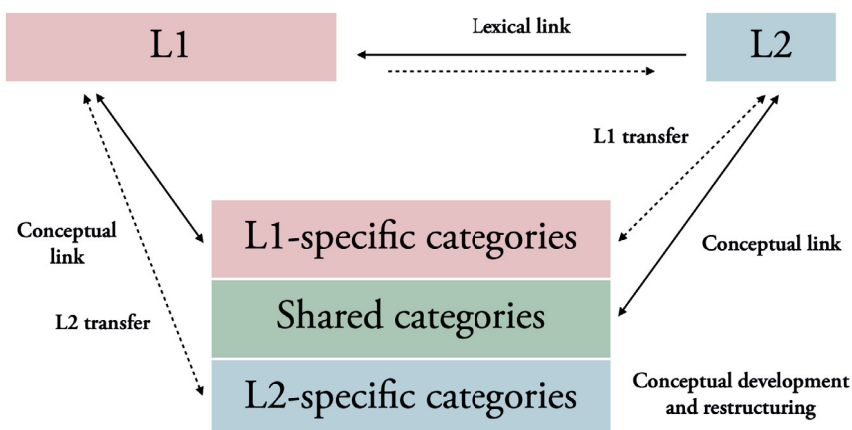 Lexical link
L1
L2
L1 transfer
Conceptual
link
L1-specific categories
Conceptual link
Shared categories
L2 transfer
L2-specific categories
Conceptual development
and restructuring